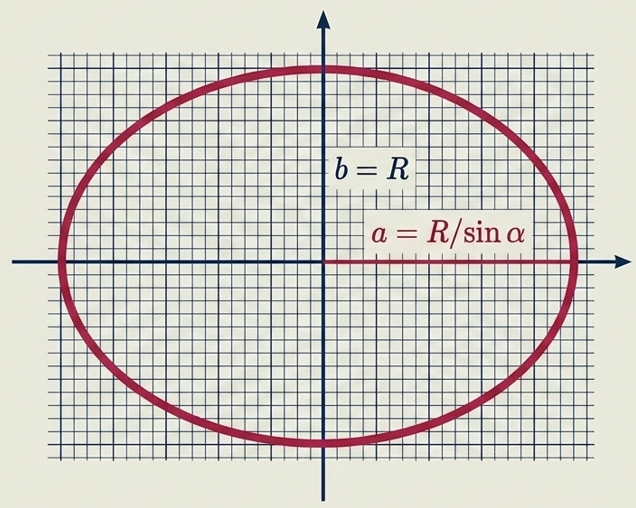 b = R
a = R/sin α